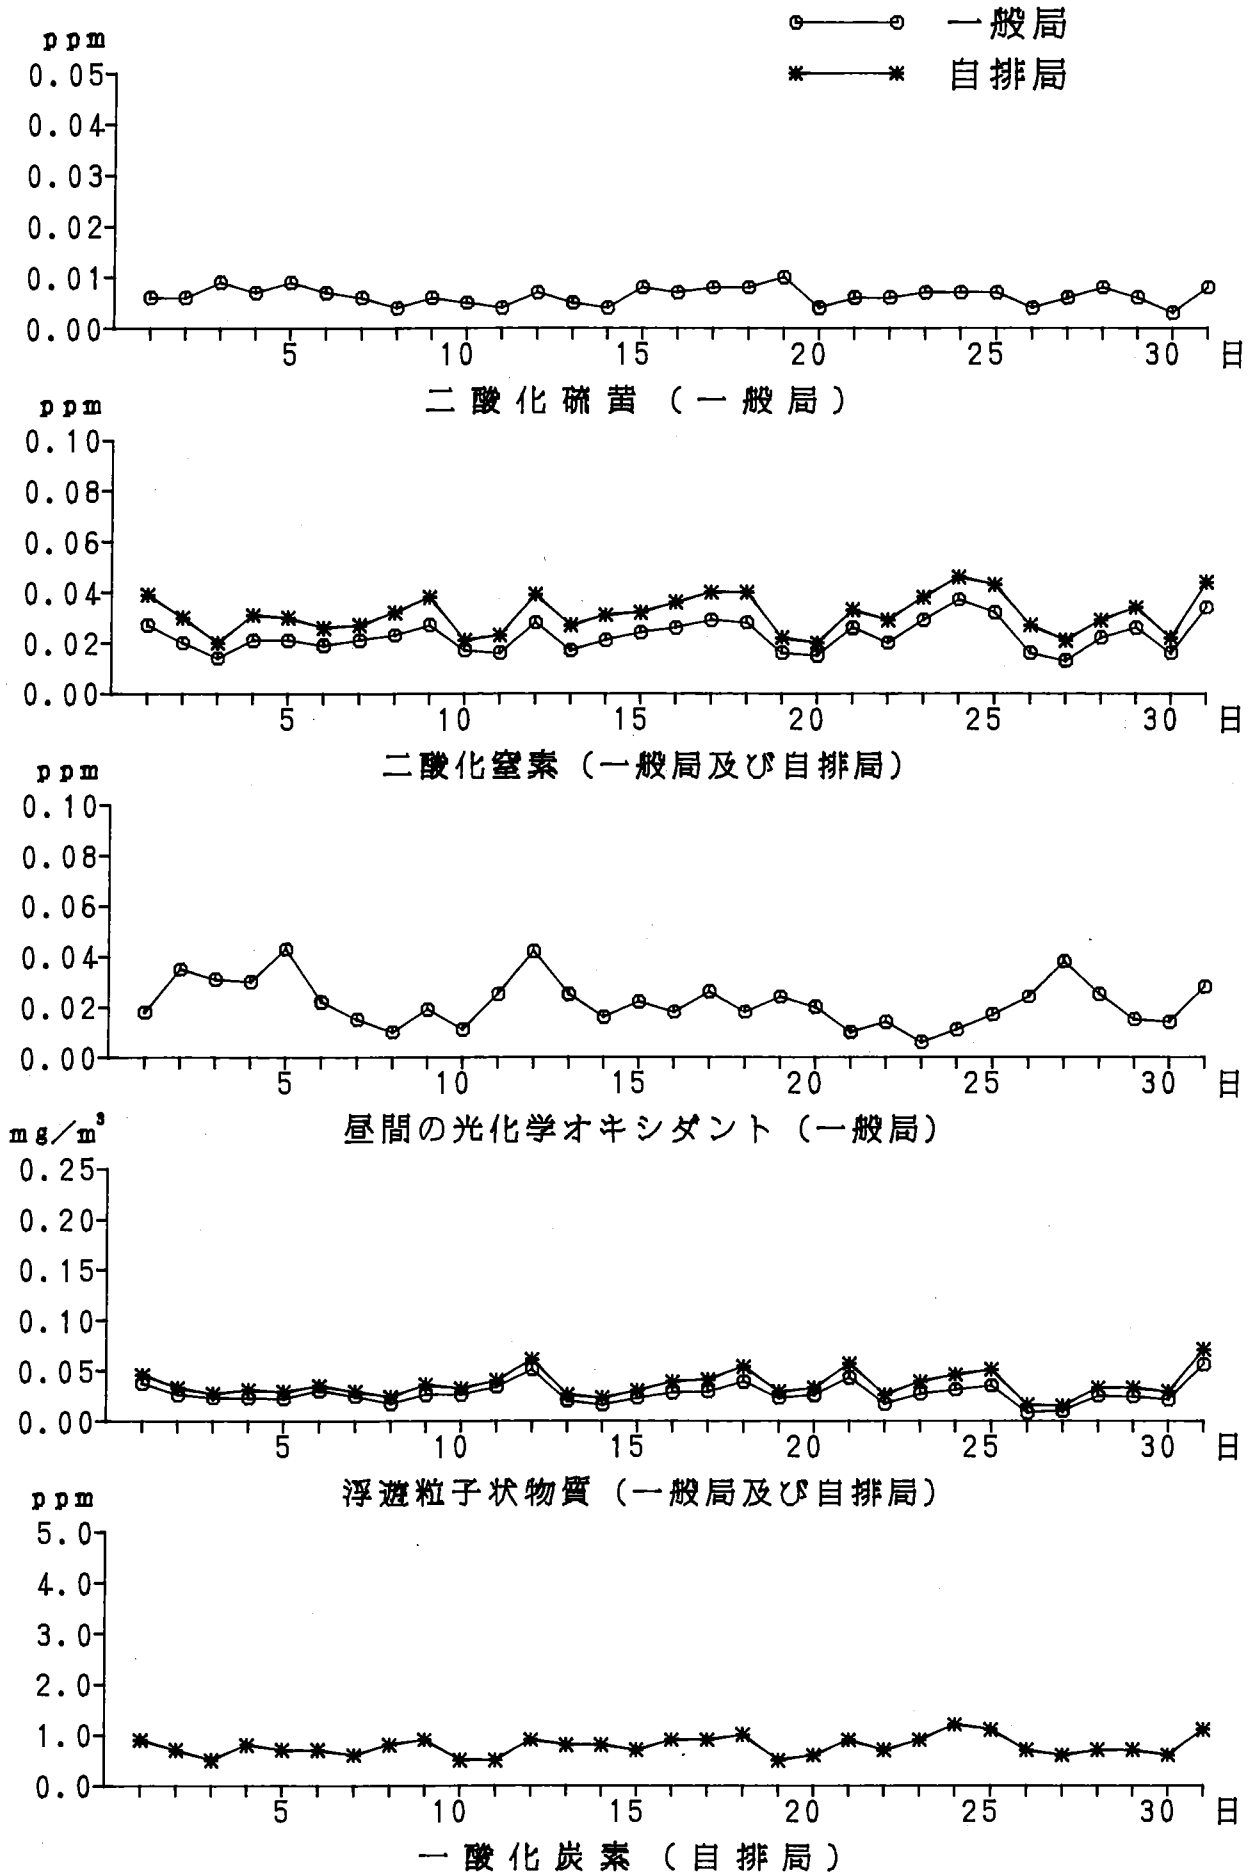 一般局
自排局
ppm
0.05
0.04
0.03
0.02
0.01
0.00
5 10 15 20 25 30 日
二酸化硫黄（一般局）
ppm
0.10
0.08
0.06
0.04
0.02
0.00
5 10 15 20 25 30 日
二酸化窒素（一般局及び自排局）
ppm
0.10
0.08
0.06
0.04
0.02
0.00
5 10 15 20 25 30 日
昼間の光化学オキシダント（一般局）
mg/m³
0.25
0.20
0.15
0.10
0.05
0.00
5 10 15 20 25 30 日
浮遊粒子状物質（一般局及び自排局）
ppm
5.0
4.0
3.0
2.0
1.0
0.0
5 10 15 20 25 30 日
一酸化炭素（自排局）